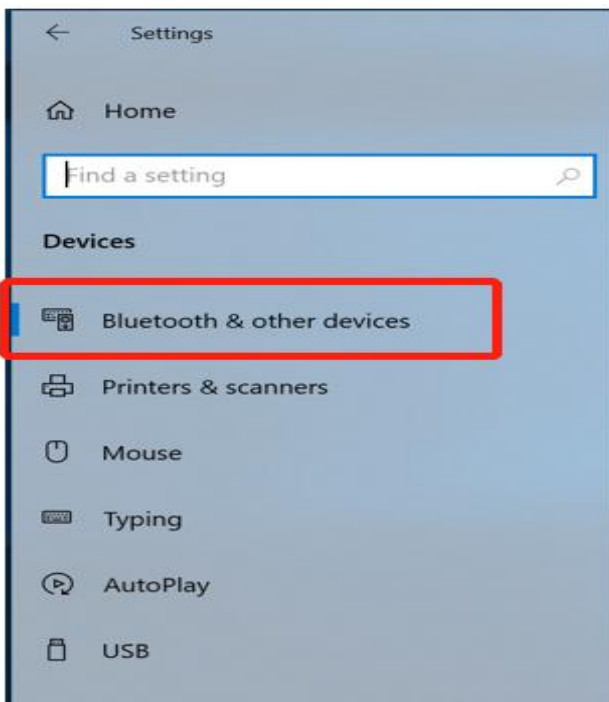 Settings
Home
Find a setting
Devices
Bluetooth & other devices
Printers & scanners
Mouse
Typing
AutoPlay
USB